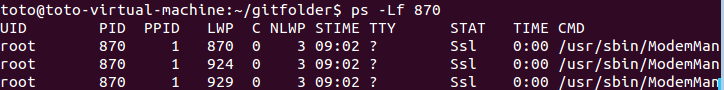 toto@toto-virtual-machine:~/gitfolder$ ps -Lf 870
UID        PID  PPID   LWP  C NLWP STIME TTY      STAT   TIME CMD
root       870     1   870  0    3 09:02 ?        Ssl    0:00 /usr/sbin/ModemMan
root       870     1   924  0    3 09:02 ?        Ssl    0:00 /usr/sbin/ModemMan
root       870     1   929  0    3 09:02 ?        Ssl    0:00 /usr/sbin/ModemMan